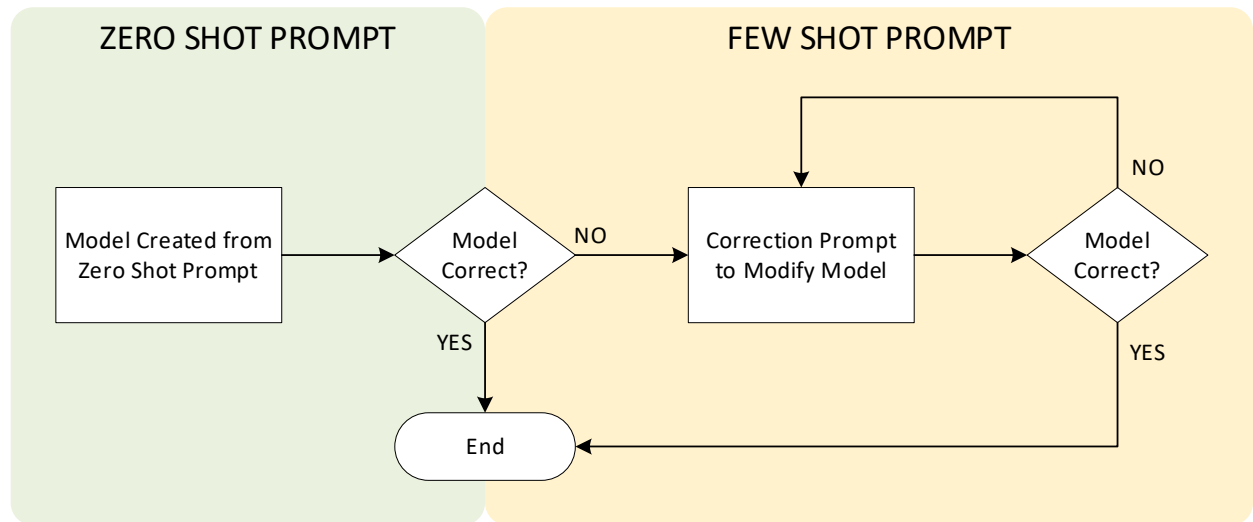 ZERO SHOT PROMPT
FEW SHOT PROMPT
Model Created from
Zero Shot Prompt
Model
Correct?
NO
YES
Correction Prompt
to Modify Model
Model
Correct?
NO
YES
End